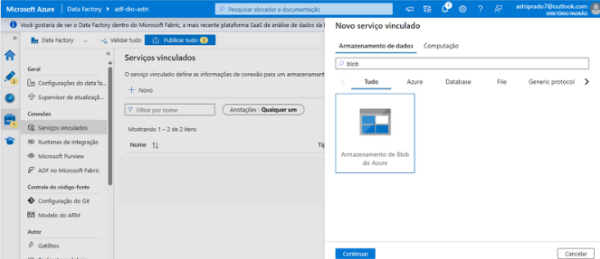 Microsoft Azure
Data Factory
adf-dio-astri
Pesquisar alocador e documentação
astriprado7@outlook.com
DIRETÓRIO PADRÃO
Você gostaria de ver o Data Factory dentro do Microsoft Fabric, a mais recente plataforma SaaS de análise de dados da
Data Factory
Validar tudo
Publicar tudo
Geral
Configurações do data fa...
Supervisor de atualizaçã...
Conexões
Serviços vinculados
Runtimes de integração
Microsoft Purview
ADF no Microsoft Fabric
Controle do código-fonte
Configuração do Git
Modelo do ARM
Autor
Gatilhos
Serviços vinculados
O serviço vinculado define as informações de conexão para um armazenament
Novo
Filtrar por nome
Anotações : Qualquer um
Mostrando 1 – 2 de 2 itens
Nome
Tip
Novo serviço vinculado
Armazenamento de dados
Computação
blob
Tudo
Azure
Database
File
Generic protocol
Armazenamento de Blob
do Azure
Continuar
Cancelar